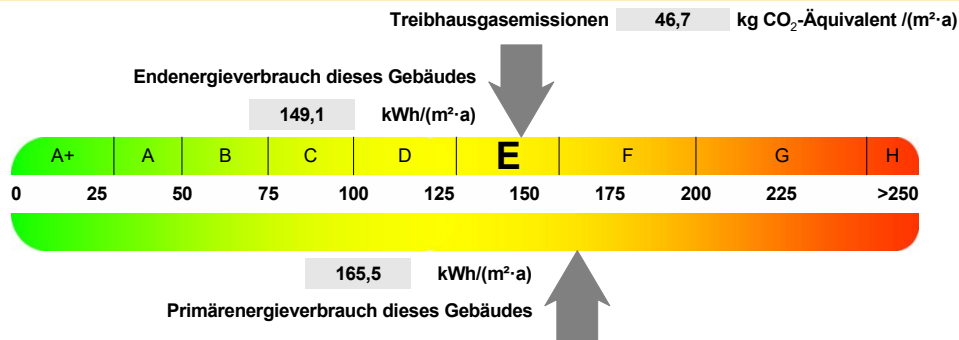 Treibhausgasemissionen 46,7 kg CO₂-Äquivalent /(m²·a)
Endenergieverbrauch dieses Gebäudes
149,1 kWh/(m²·a)
A+ A B C D E F G H
0 25 50 75 100 125 150 175 200 225 >250
165,5 kWh/(m²·a)
Primärenergieverbrauch dieses Gebäudes